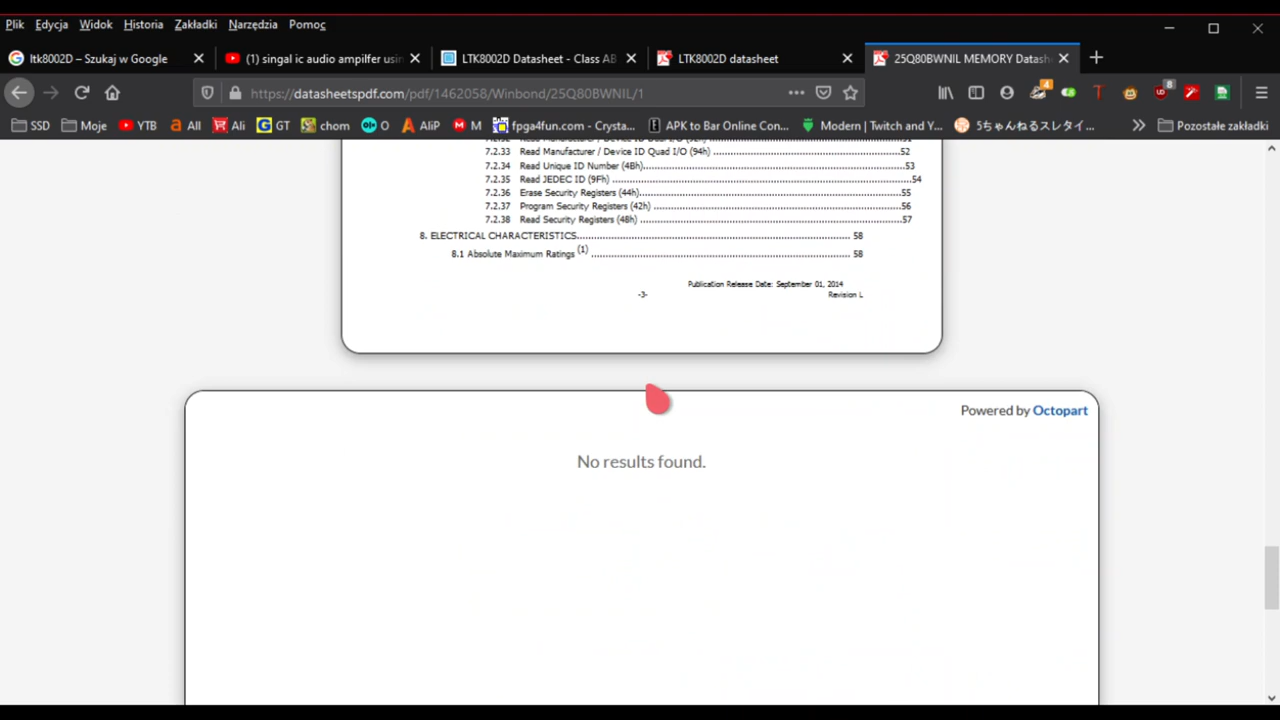 Plik Edycja Widok Historia Zakładki Narzędzia Pomoc
ltk8002D – Szukaj w Google
(1) singal ic audio ampilfer usin
LTK8002D Datasheet - Class AB
LTK8002D datasheet
25Q80BWNIL MEMORY Datash
https://datasheetspdf.com/pdf/1462058/Winbond/25Q80BWNIL/1
4
8
SSD Moje YTB All Ali GT chom O AliP M fpga4fun.com - Crysta... APK to Bar Online Con... Modern | Twitch and Y... 5ちゃんねるスレタイ... Pozostałe zakładki
7.2.33 Read Manufacturer / Device ID Quad I/O (94h) 52
7.2.34 Read Unique ID Number (4Bh) 53
7.2.35 Read JEDEC ID (9Fh) 54
7.2.36 Erase Security Registers (44h) 55
7.2.37 Program Security Registers (42h) 56
7.2.38 Read Security Registers (48h) 57
8. ELECTRICAL CHARACTERISTICS 58
8.1 Absolute Maximum Ratings (1) 58
Publication Release Date: September 01, 2014
-3- Revision L
Powered by Octopart
No results found.